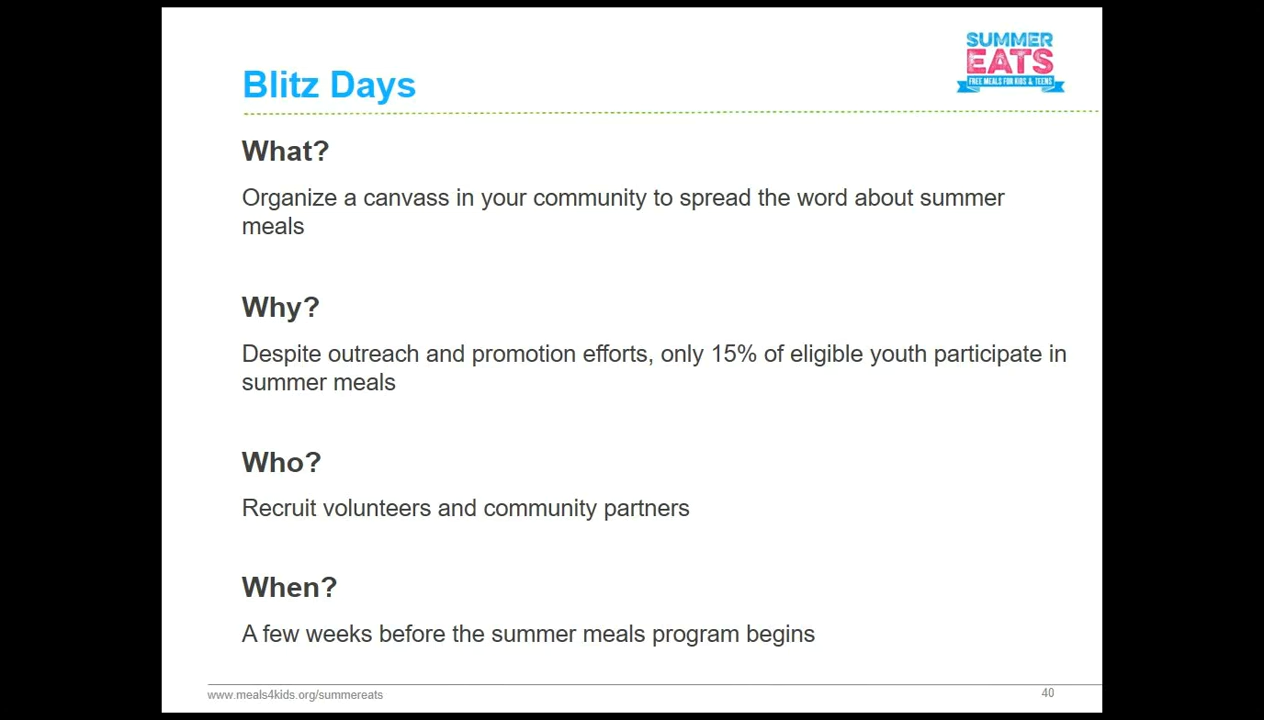 SUMMER
EATS
FREE MEALS FOR KIDS & TEENS
Blitz Days
What?
Organize a canvass in your community to spread the word about summer
meals
Why?
Despite outreach and promotion efforts, only 15% of eligible youth participate in
summer meals
Who?
Recruit volunteers and community partners
When?
A few weeks before the summer meals program begins
www.meals4kids.org/summereats
40